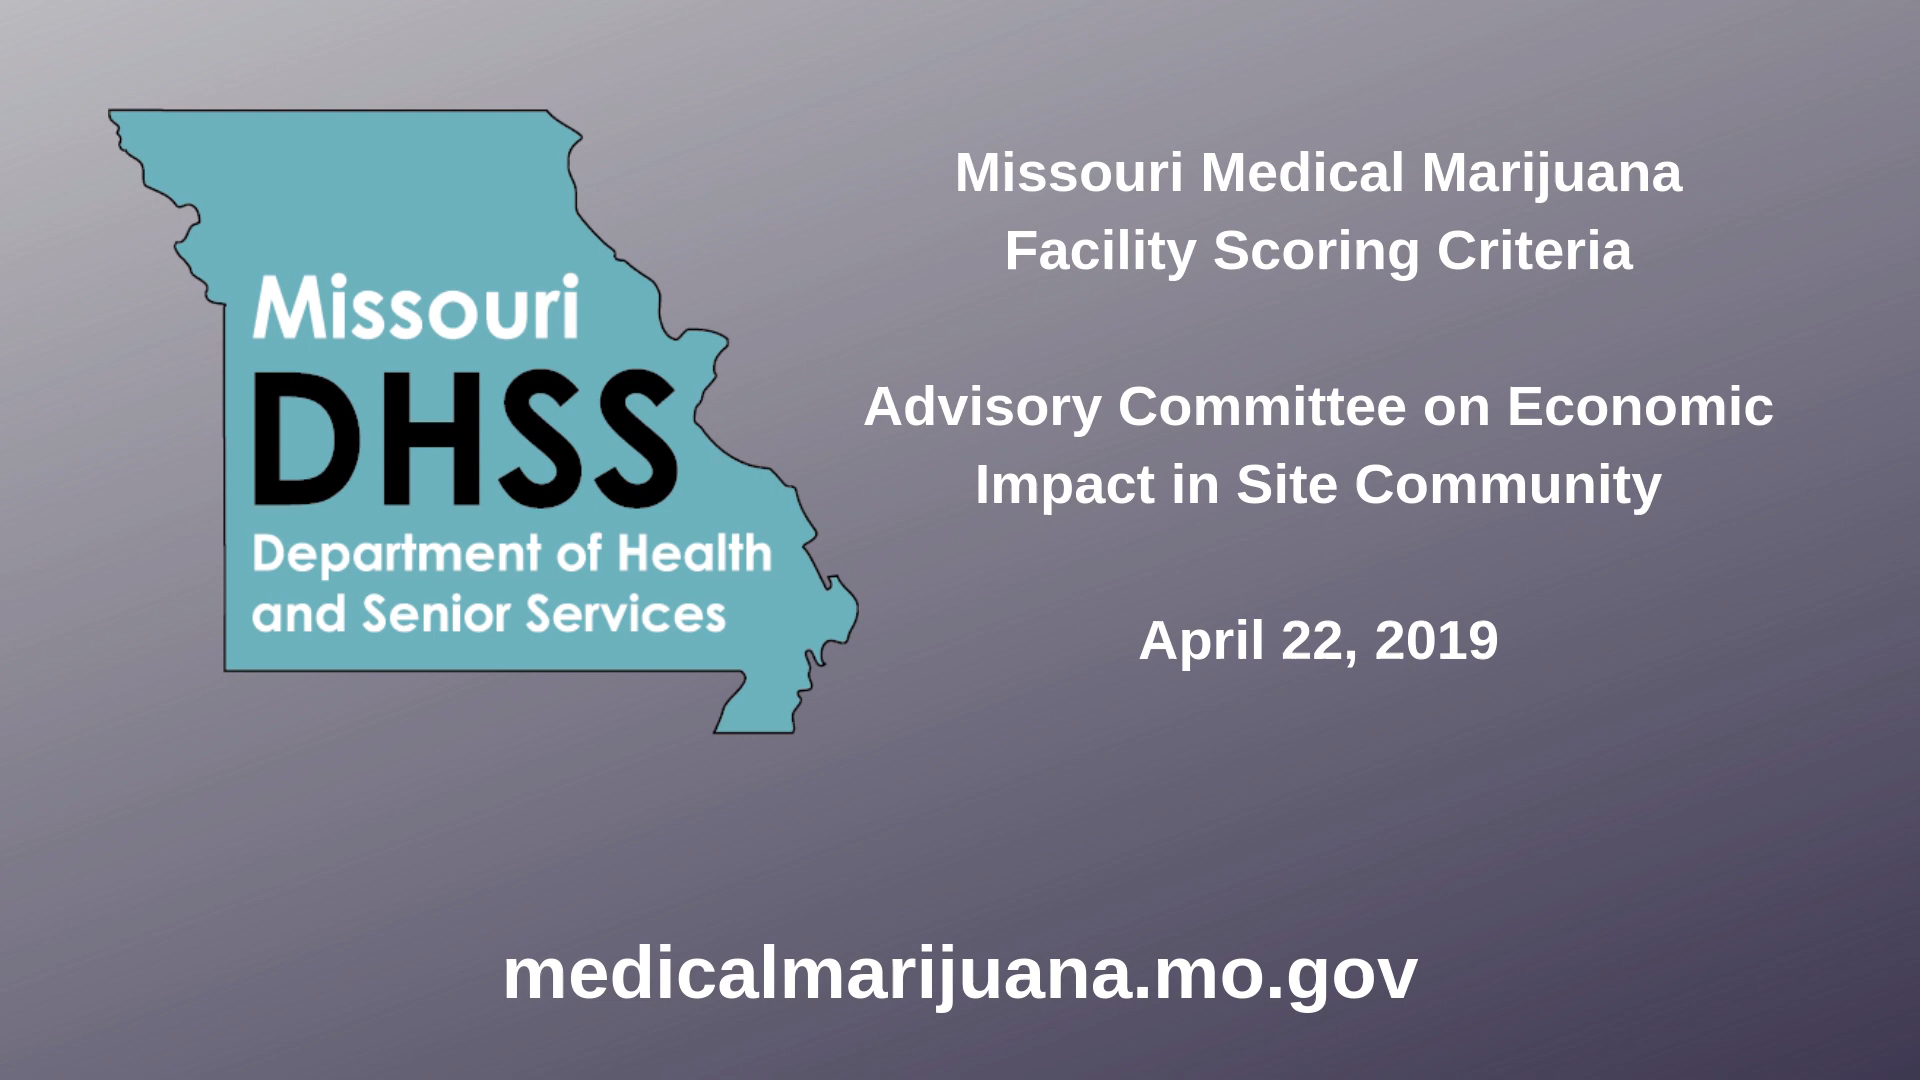 Missouri
DHSS
Department of Health
and Senior Services
Missouri Medical Marijuana
Facility Scoring Criteria
Advisory Committee on Economic
Impact in Site Community
April 22, 2019
medicalmarijuana.mo.gov